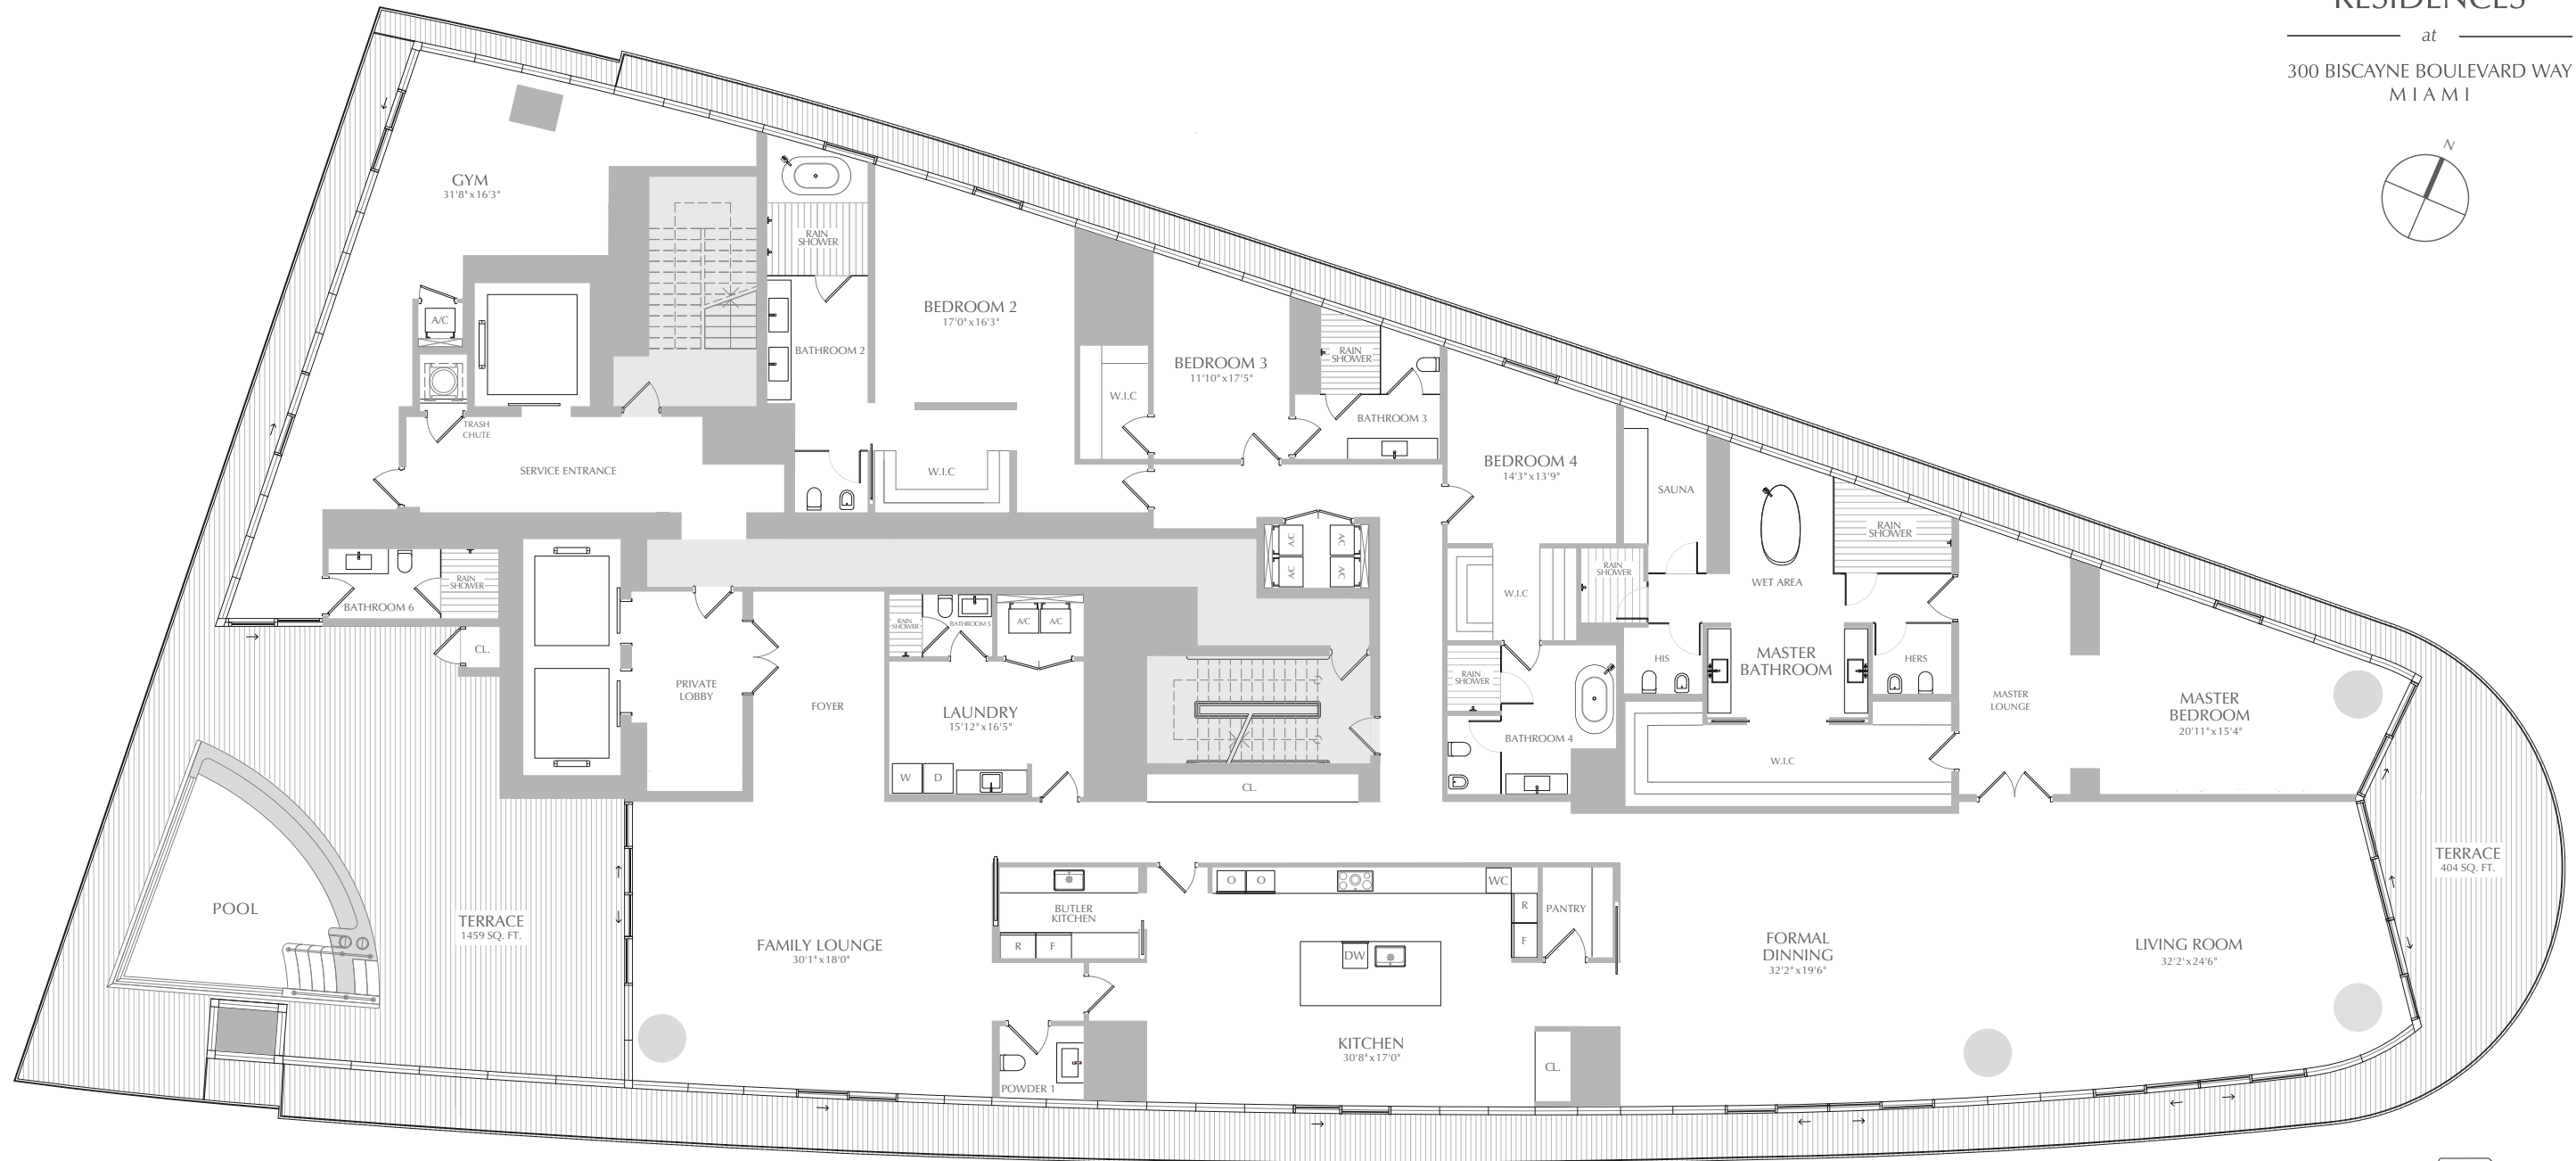 RESIDENCES
at
300 BISCAYNE BOULEVARD WAY
MIAMI
N
GYM
31'8"x16'3"
RAIN
SHOWER
A/C
BEDROOM 2
17'0"x16'3"
BATHROOM 2
BEDROOM 3
11'10"x17'5"
RAIN
SHOWER
W.I.C
BATHROOM 3
TRASH
CHUTE
SERVICE ENTRANCE
W.I.C
BEDROOM 4
14'3"x13'9"
SAUNA
RAIN
SHOWER
A/C
A/C
A/C
A/C
RAIN
SHOWER
WET AREA
W.I.C
RAIN
SHOWER
BATHROOM 6
CL.
RAIN
SHOWER
BATHROOM 5
A/C
A/C
PRIVATE
LOBBY
FOYER
LAUNDRY
15'12"x16'5"
W
D
CL.
RAIN
SHOWER
BATHROOM 4
HIS
MASTER
BATHROOM
HERS
W.I.C
MASTER
LOUNGE
MASTER
BEDROOM
20'11"x15'4"
POOL
TERRACE
1459 SQ. FT.
FAMILY LOUNGE
30'1"x18'0"
BUTLER
KITCHEN
R
F
O
O
WC
R
F
PANTRY
DW
KITCHEN
30'8"x17'0"
POWDER 1
CL.
FORMAL
DINNING
32'2"x19'6"
LIVING ROOM
32'2'x24'6"
TERRACE
404 SQ. FT.